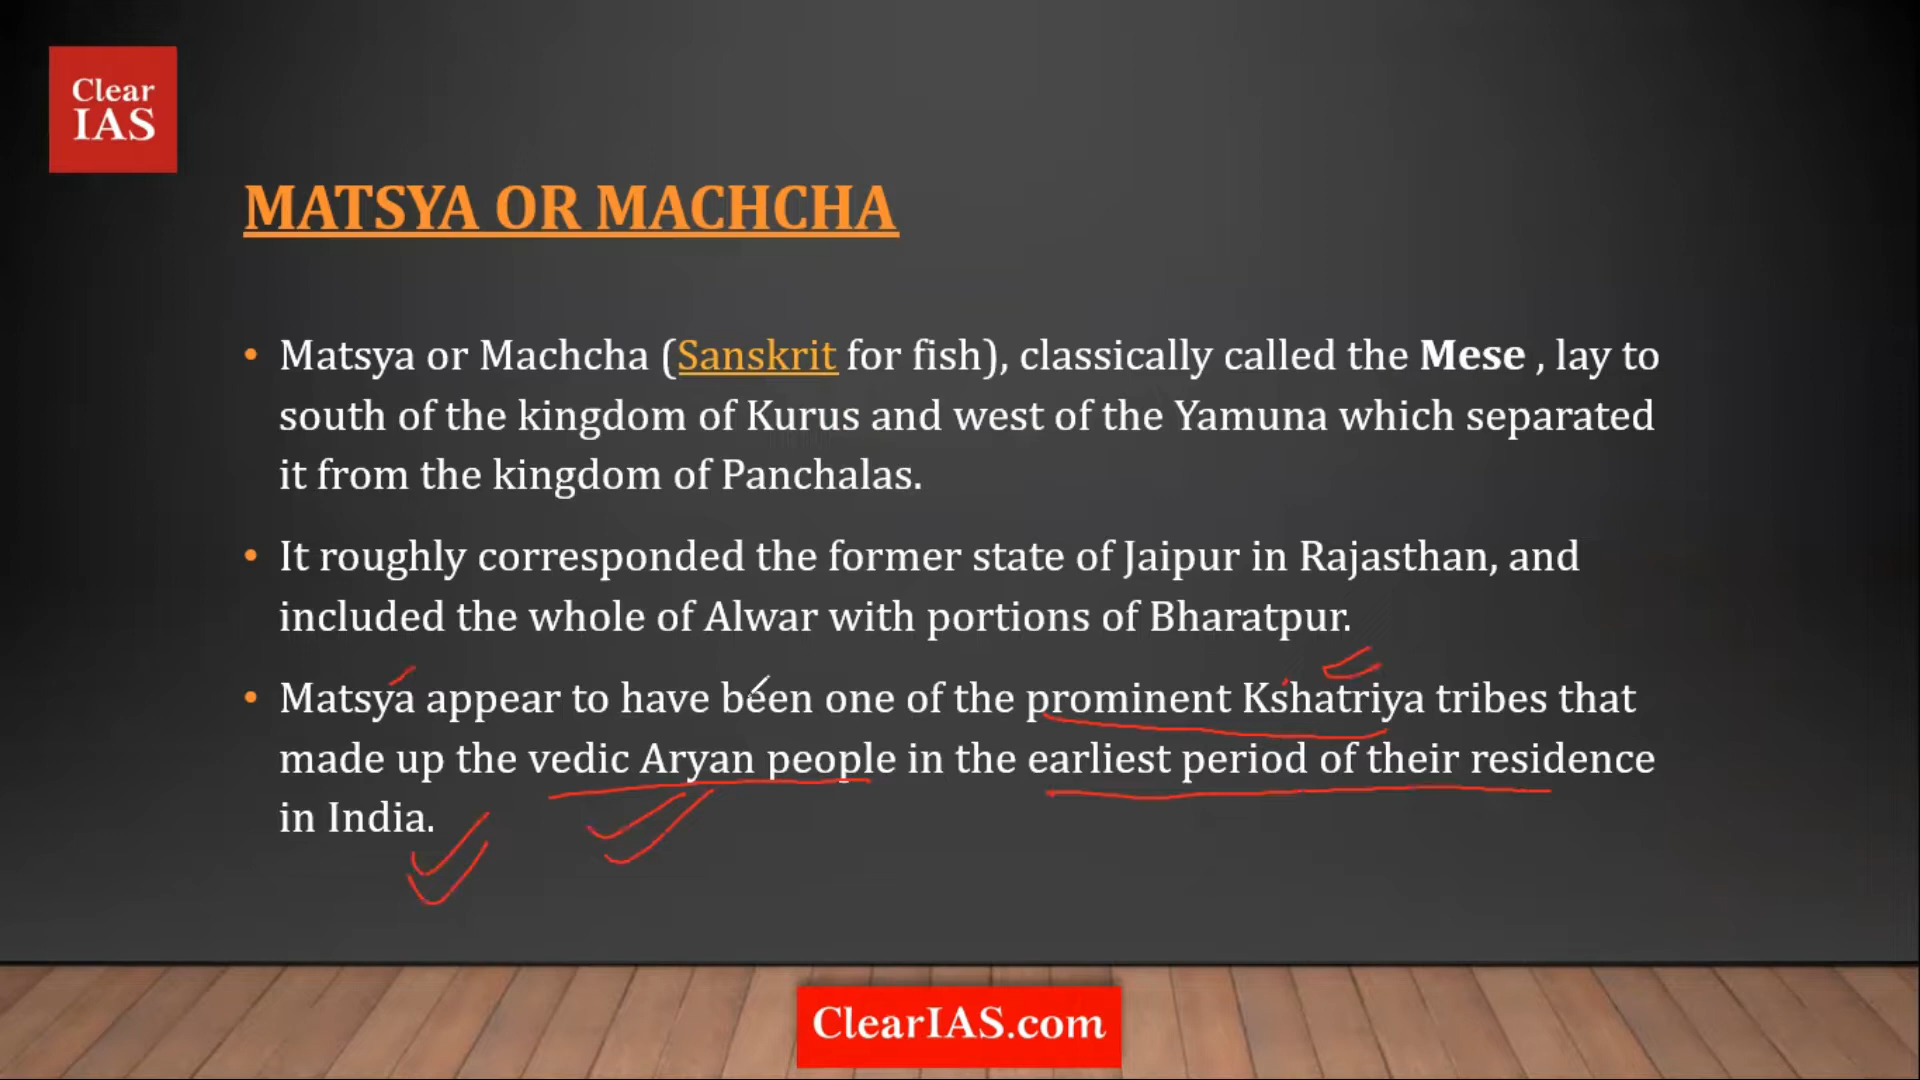 Clear
IAS
MATSYA OR MACHCHA
• Matsya or Machcha (Sanskrit for fish), classically called the Mese , lay to
south of the kingdom of Kurus and west of the Yamuna which separated
it from the kingdom of Panchalas.
• It roughly corresponded the former state of Jaipur in Rajasthan, and
included the whole of Alwar with portions of Bharatpur.
• Matsya appear to have been one of the prominent Kshatriya tribes that
made up the vedic Aryan people in the earliest period of their residence
in India.
ClearIAS.com